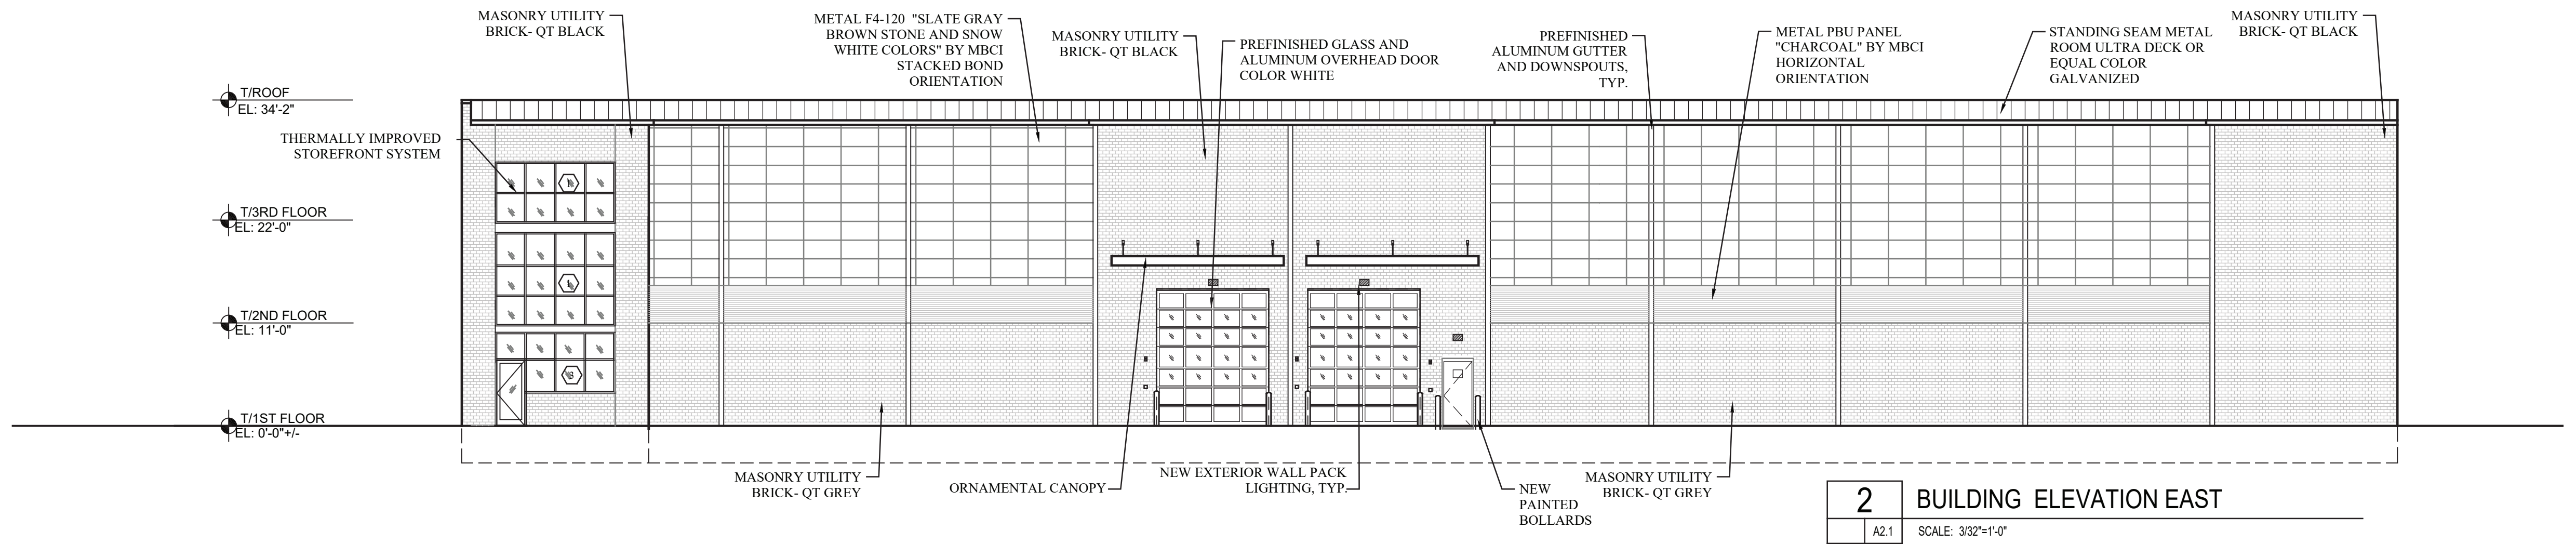 MASONRY UTILITY
BRICK- QT BLACK
METAL F4-120 "SLATE GRAY
BROWN STONE AND SNOW
WHITE COLORS" BY MBCI
STACKED BOND
ORIENTATION
MASONRY UTILITY
BRICK- QT BLACK
PREFINISHED GLASS AND
ALUMINUM OVERHEAD DOOR
COLOR WHITE
PREFINISHED
ALUMINUM GUTTER
AND DOWNSPOUTS,
TYP.
METAL PBU PANEL
"CHARCOAL" BY MBCI
HORIZONTAL
ORIENTATION
STANDING SEAM METAL
ROOM ULTRA DECK OR
EQUAL COLOR
GALVANIZED
MASONRY UTILITY
BRICK- QT BLACK
T/ROOF
EL: 34'-2"
THERMALLY IMPROVED
STOREFRONT SYSTEM
T/3RD FLOOR
EL: 22'-0"
T/2ND FLOOR
EL: 11'-0"
T/1ST FLOOR
EL: 0'-0"+/-
MASONRY UTILITY
BRICK- QT GREY
ORNAMENTAL CANOPY
NEW EXTERIOR WALL PACK
LIGHTING, TYP.
NEW
PAINTED
BOLLARDS
MASONRY UTILITY
BRICK- QT GREY
2
BUILDING ELEVATION EAST
A2.1
SCALE: 3/32"=1'-0"